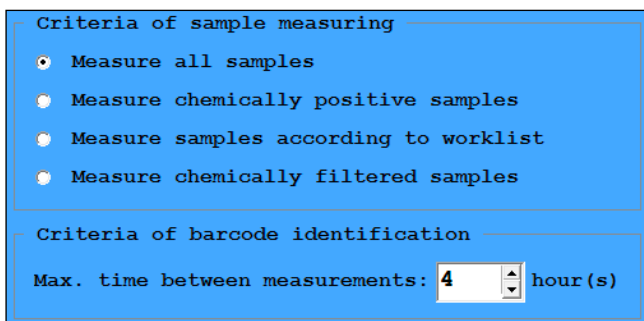 Criteria of sample measuring
Measure all samples
Measure chemically positive samples
Measure samples according to worklist
Measure chemically filtered samples
Criteria of barcode identification
Max. time between measurements: 4 hour(s)